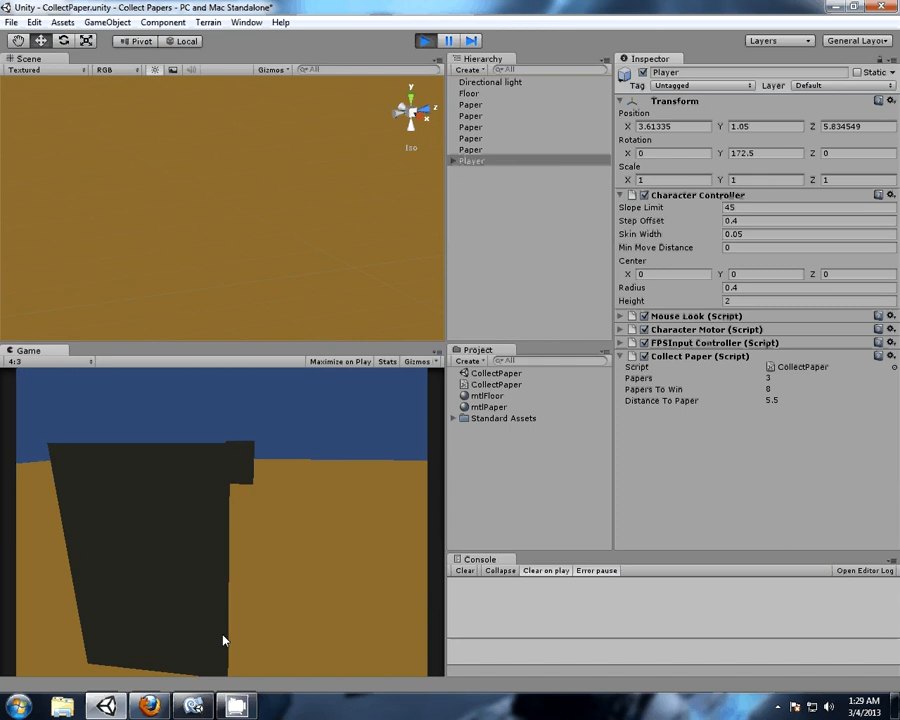 Unity - CollectPaper.unity - Collect Papers - PC and Mac Standalone*
File Edit Assets GameObject Component Terrain Window Help
Pivot Local Layers General Layou
Scene
Textured RGB Gizmos All
y
z
x
Iso
Hierarchy
Create All
Directional light
Floor
Paper
Paper
Paper
Paper
Paper
Player
Inspector
Player Static
Tag Untagged Layer Default
Transform
Position
X 3.61335 Y 1.05 Z 5.834549
Rotation
X 0 Y 172.5 Z 0
Scale
X 1 Y 1 Z 1
Character Controller
Slope Limit 45
Step Offset 0.4
Skin Width 0.05
Min Move Distance 0
Center
X 0 Y 0 Z 0
Radius 0.4
Height 2
Mouse Look (Script)
Character Motor (Script)
FPSInput Controller (Script)
Collect Paper (Script)
Script CollectPaper
Papers 3
Papers To Win 8
Distance To Paper 5.5
Game
4:3 Maximize on Play Stats Gizmos
Project
Create All
CollectPaper
CollectPaper
mtlFloor
mtlPaper
Standard Assets
Console
Clear Collapse Clear on play Error pause Open Editor Log
1:29 AM
3/4/2013